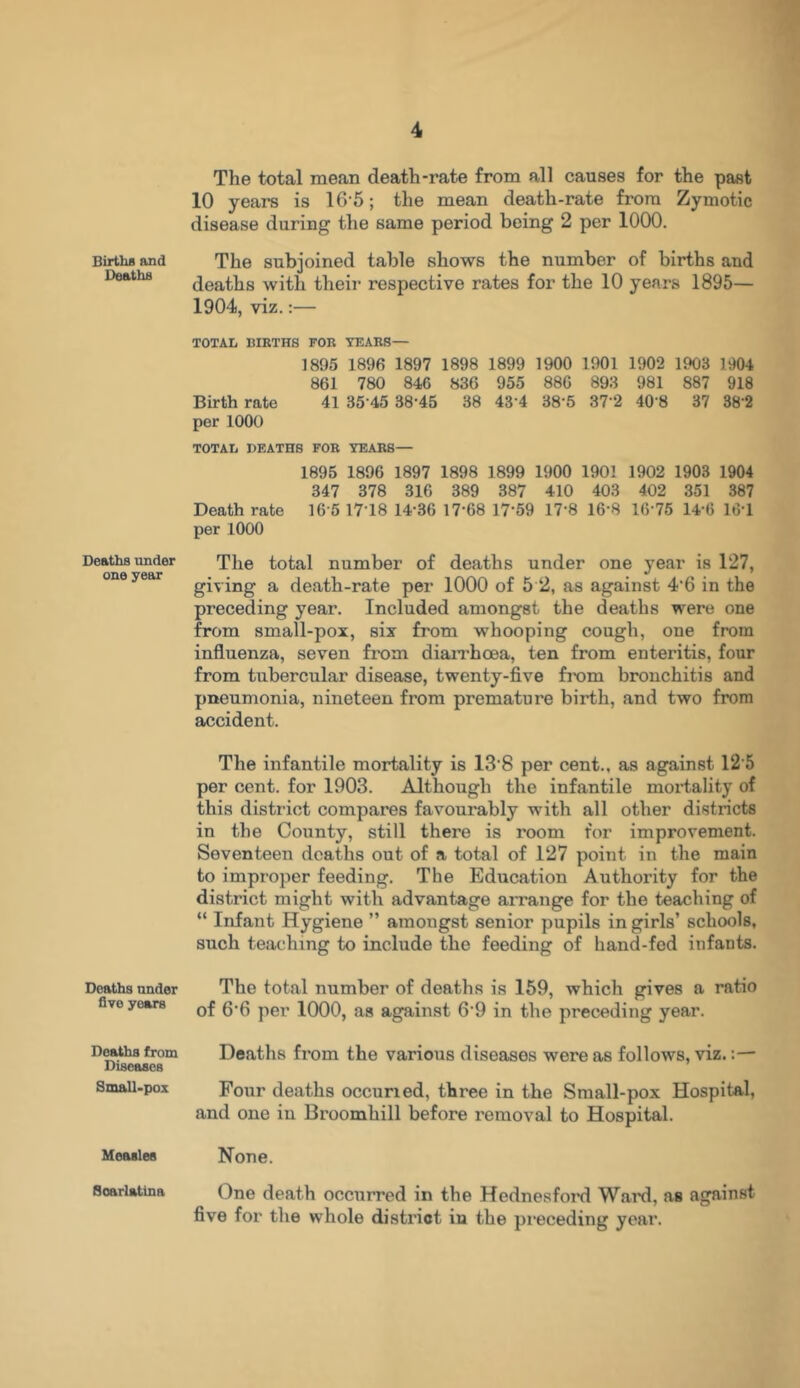 4
The total mean death-rate from all causes for the past
10 years is 16·5; the mean death-rate from Zymotic
disease during the same period being 2 per 1000.
Births and
Deaths
The subjoined table shows the number of births and
deaths with their respective rates for the 10 years 1895—
1904, viz.:—
TOTAL BIRTHS FOR YEARS—
1895 1896 1897 1898 1899 1900 1901 1902 1903 1904
861 780 846 836 955 886 893 981 887 918
Birth rate 41 35·45 38·45 38 43·4 38·5 37·2 40·8 37 38·2
per 1000
TOTAL DEATHS FOR YEARS—
1895 1896 1897 1898 1899 1900 1901 1902 1903 1904
347 378 316 389 387 410 403 402 351 387
Death rate 16·5 17·18 14·36 17·68 17·59 17·8 16·8 16·75 14·6 16·1
per 1000
Deaths under
one year
The total number of deaths under one year is 127,
giving a death-rate per 1000 of 5·2, as against 4·6 in the
preceding year. Included amongst the deaths were one
from small-pox, six from whooping cough, one from
influenza, seven from diarrhœa, ten from enteritis, four
from tubercular disease, twenty-five from bronchitis and
pneumonia, nineteen from premature birth, and two from
accident.
The infantile mortality is 13·8 per cent., as against 12·5
per cent. for 1903. Although the infantile mortality of
this district compares favourably with all other districts
in the County, still there is room for improvement.
Seventeen deaths out of a total of 127 point in the main
to improper feeding. The Education Authority for the
district might with advantage arrange for the teaching of
“ Infant Hygiene ” amongst senior pupils in girls’ schools,
such teaching to include the feeding of hand-fed infants.
Deaths under
five years
The total number of deaths is 159, which gives a ratio
of 6·6 per 1000, as against 6·9 in the preceding year.
Deaths from
Diseases
Deaths from the various diseases were as follows, viz.:—
Small-pox
Four deaths occurred, three in the Small-pox Hospital,
and one in Broomhill before removal to Hospital.
Measles
None.
Scarlatina
One death occurred in the Hednesford Ward, as against
five for the whole district in the preceding year.